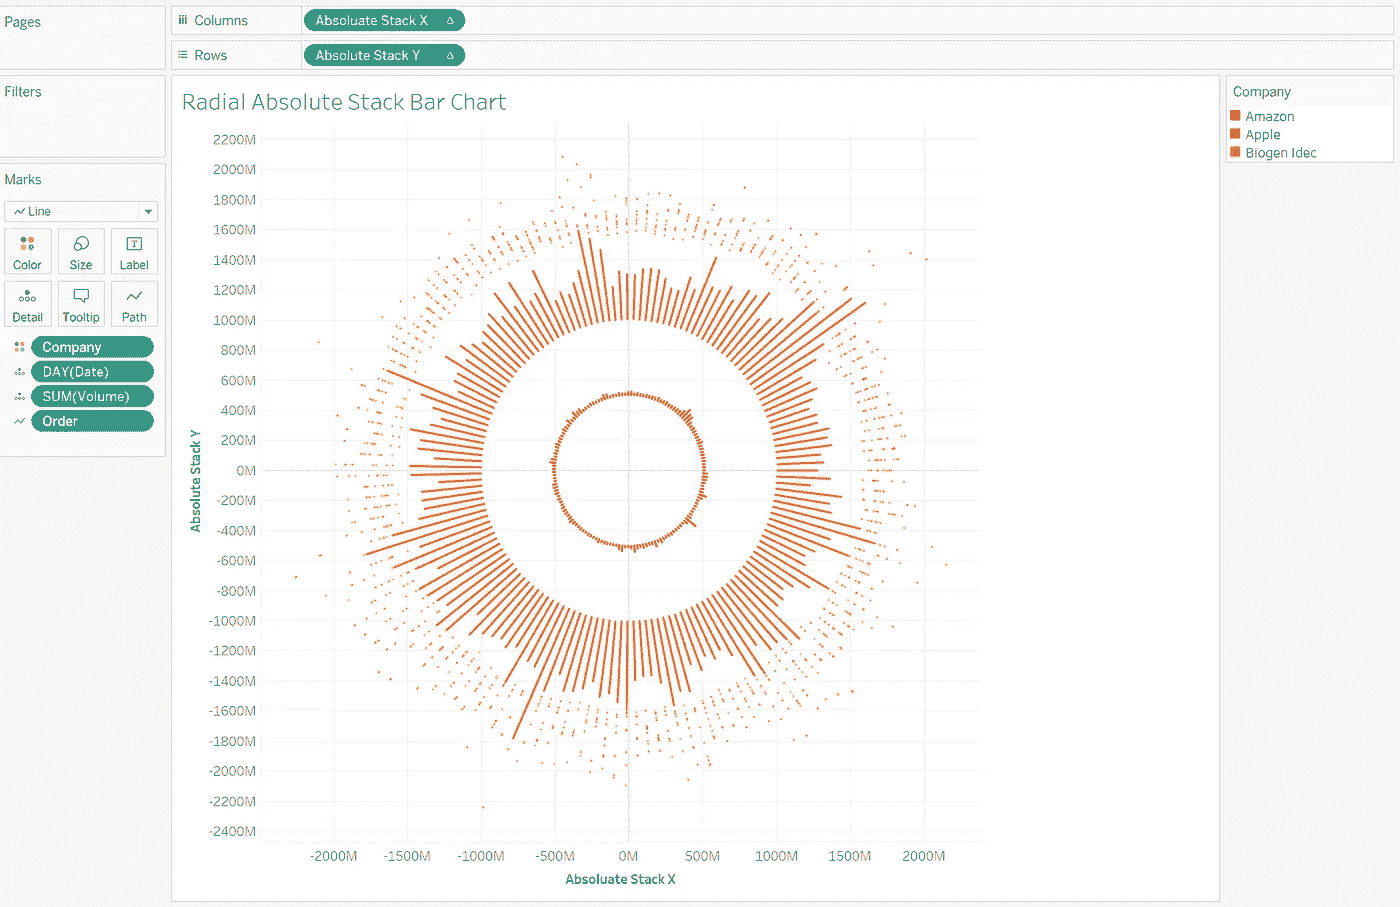 Pages
Columns
Absoluate Stack X
Rows
Absolute Stack Y
Filters
Marks
Line
Color
Size
Label
Detail
Tooltip
Path
Company
DAY(Date)
SUM(Volume)
Order
Radial Absolute Stack Bar Chart
2200M
2000M
1800M
1600M
1400M
1200M
1000M
800M
600M
400M
200M
0M
-200M
-400M
-600M
-800M
-1000M
-1200M
-1400M
-1600M
-1800M
-2000M
-2200M
-2400M
Absolute Stack Y
-2000M -1500M -1000M -500M 0M 500M 1000M 1500M 2000M
Absoluate Stack X
Company
Amazon
Apple
Biogen Idec